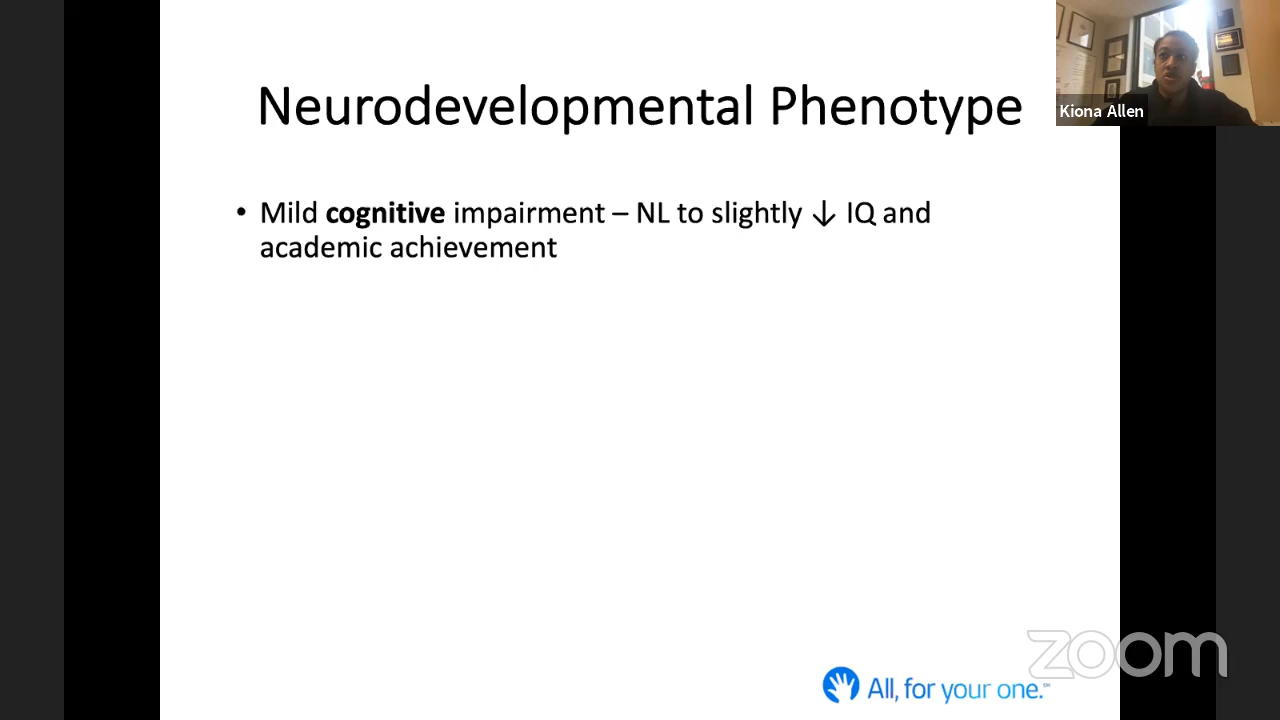 Neurodevelopmental Phenotype
Kiona Allen
• Mild cognitive impairment – NL to slightly ↓ IQ and
academic achievement
zoom
All, for your one.℠